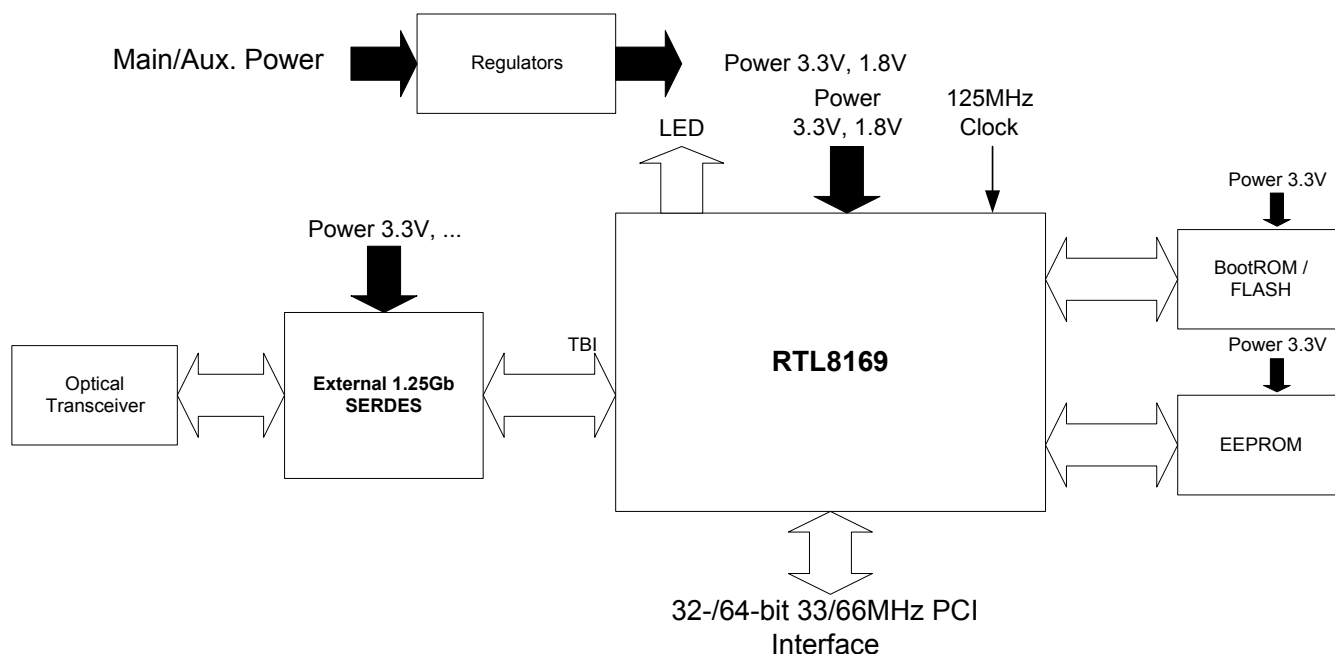 Main/Aux. Power
Regulators
Power 3.3V, 1.8V
Power
3.3V, 1.8V
125MHz
Clock
LED
Power 3.3V
BootROM /
FLASH
Power 3.3V, ...
Power 3.3V
TBI
RTL8169
Optical
Transceiver
External 1.25Gb
SERDES
EEPROM
32-/64-bit 33/66MHz PCI
Interface